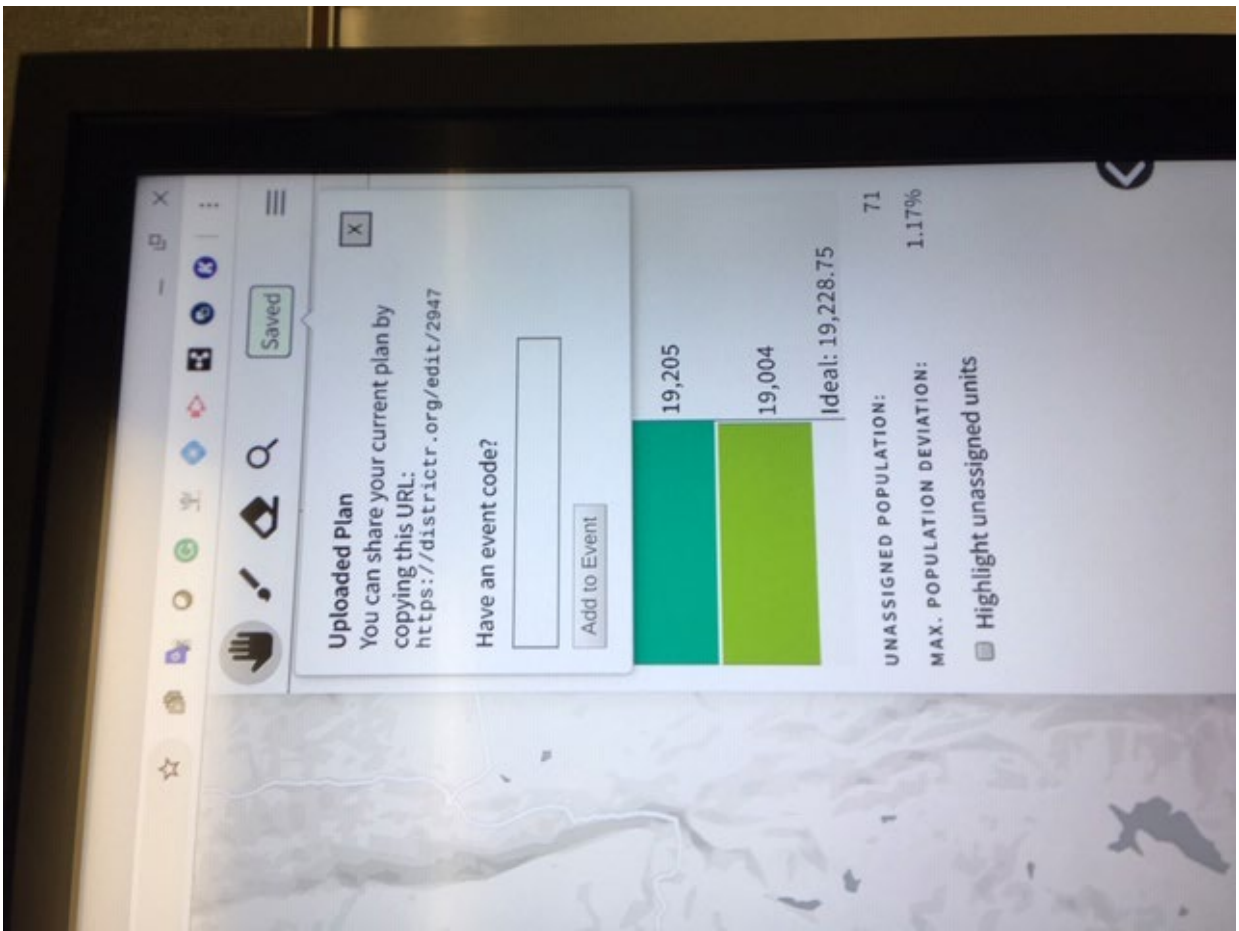 Saved
Uploaded Plan
X
You can share your current plan by
copying this URL:
https://districtr.org/edit/2947
Have an event code?
Add to Event
19,205
19,004
Ideal: 19,228.75
UNASSIGNED POPULATION: 71
MAX. POPULATION DEVIATION: 1.17%
Highlight unassigned units